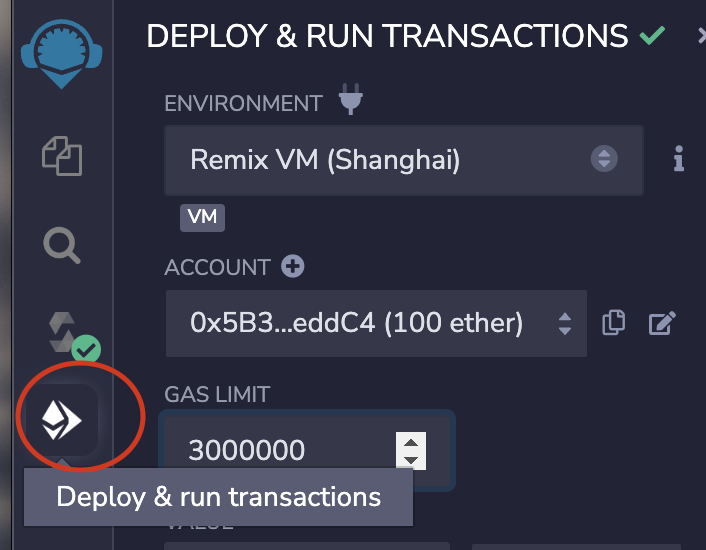 DEPLOY & RUN TRANSACTIONS
ENVIRONMENT
Remix VM (Shanghai)
VM
ACCOUNT
0x5B3...eddC4 (100 ether)
GAS LIMIT
3000000
Deploy & run transactions
VALUE